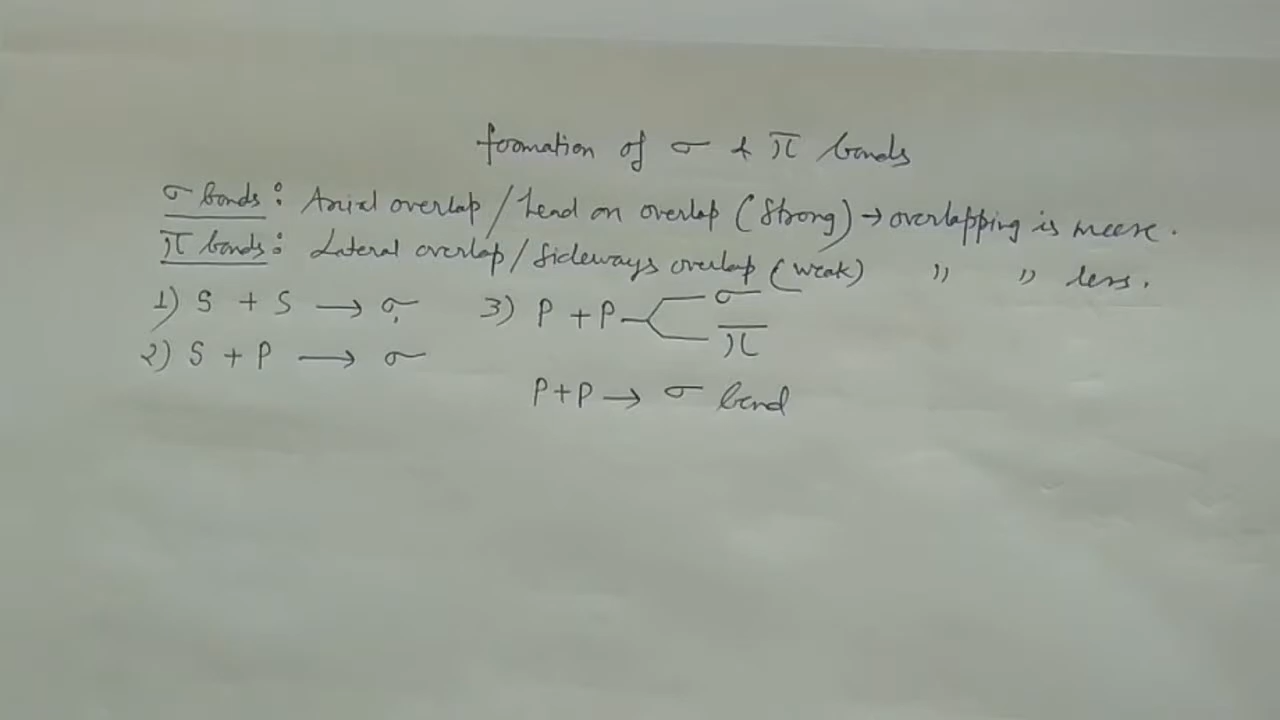 formation of σ & π bonds
σ bonds: Axial overlap / head on overlap (Strong) → overlapping is more.
π bonds: Lateral overlap / Sideways overlap (weak) " " less.
1) S + S → σ 3) P + P σ π
2) S + P → σ
P+P → σ bond